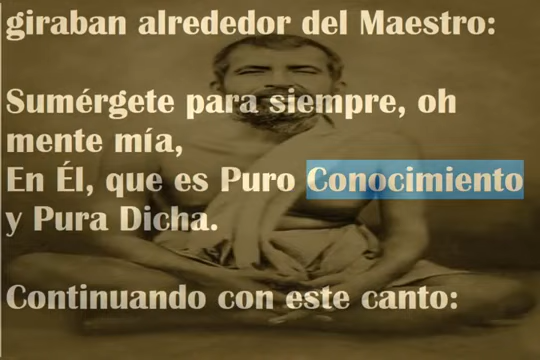 giraban alrededor del Maestro:
Sumérgete para siempre, oh
mente mía,
En Él, que es Puro Conocimiento
y Pura Dicha.
Continuando con este canto: